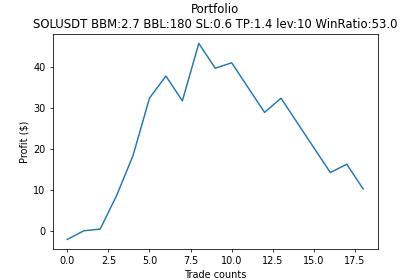 Portfolio
SOLUSDT BBM:2.7 BBL:180 SL:0.6 TP:1.4 lev:10 WinRatio:53.0
Profit ($)
40
30
20
10
0
0.0 2.5 5.0 7.5 10.0 12.5 15.0 17.5
Trade counts